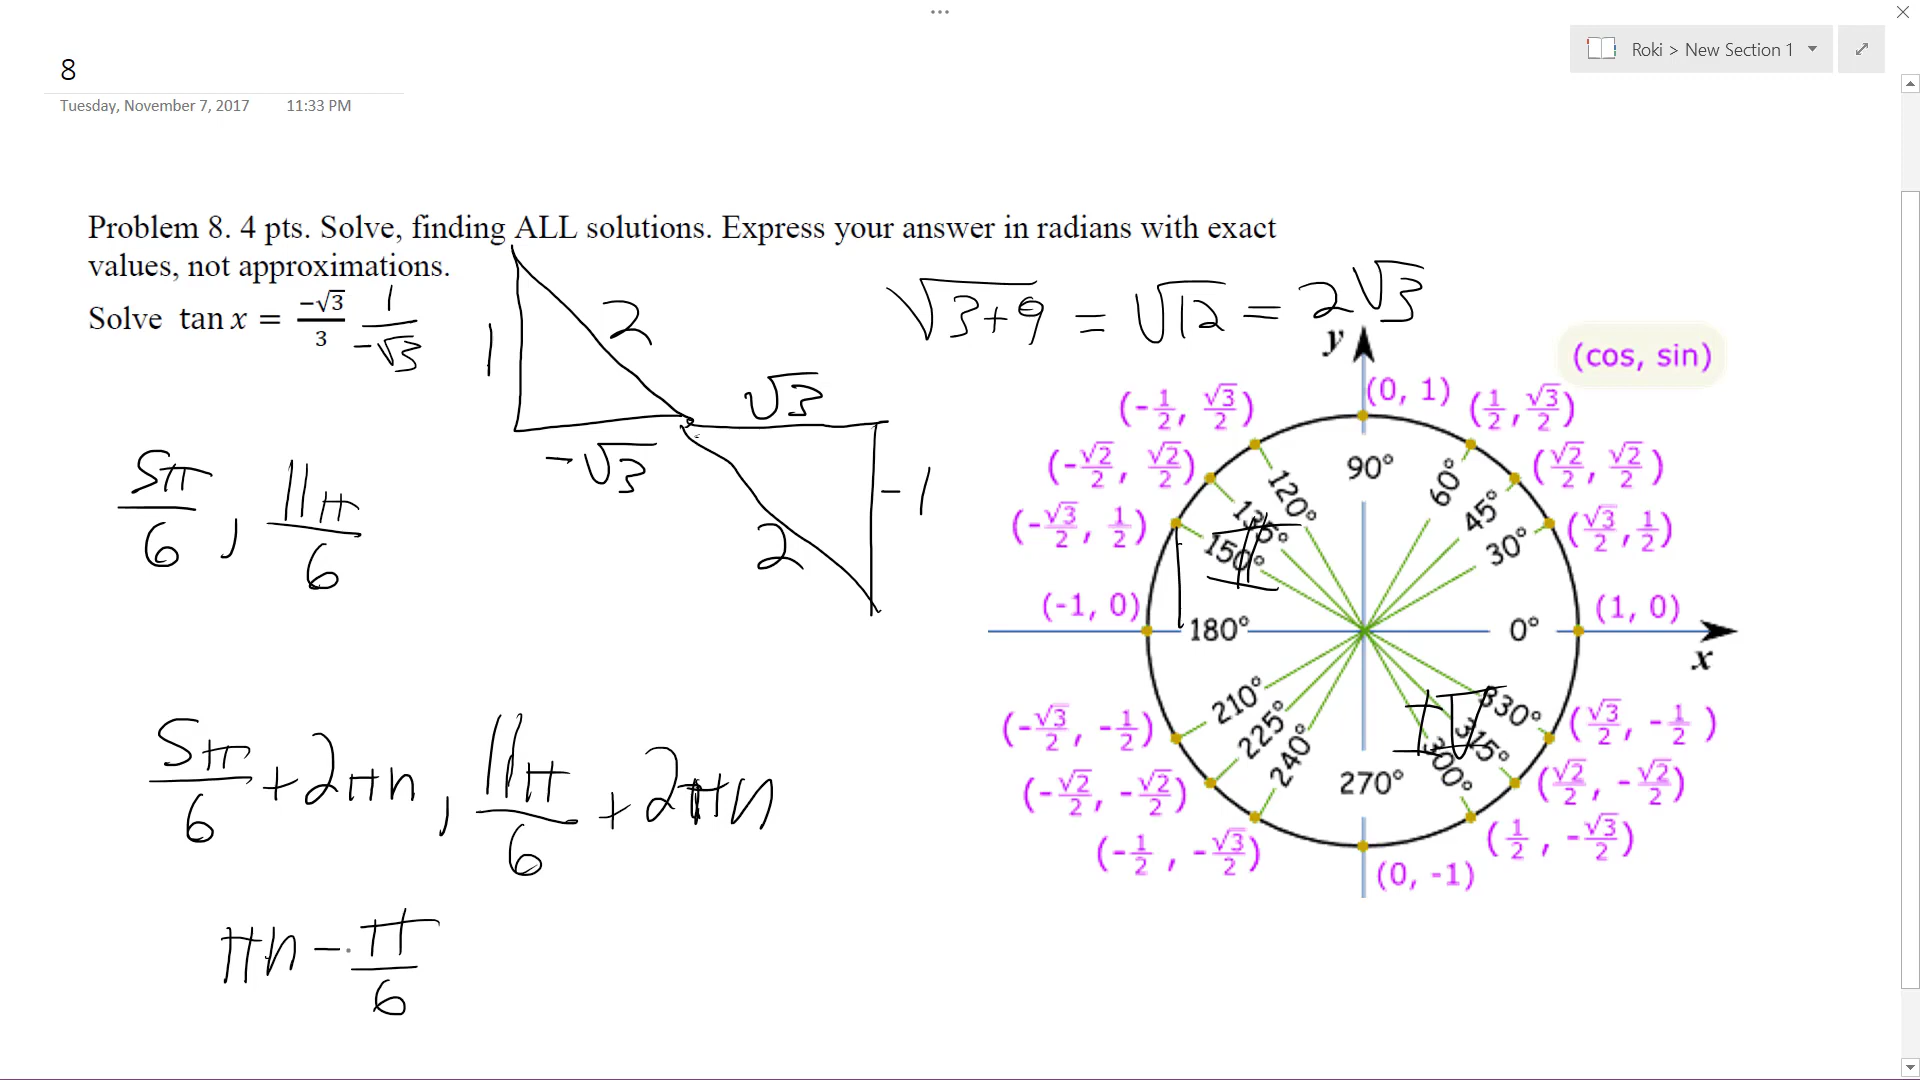 ...
8
Roki > New Section 1
Tuesday, November 7, 2017 11:33 PM
Problem 8. 4 pts. Solve, finding ALL solutions. Express your answer in radians with exact
values, not approximations.
Solve tan x = -√3/3 1/-√3
√(3+9) = √12 = 2√3
1
2
-√3
√3
-1
2
5π/6 , 11π/6
5π/6 + 2πn , 11π/6 + 2πn
πn - π/6
y
(cos, sin)
(0, 1)
(-1/2, √3/2) (1/2, √3/2)
(-√2/2, √2/2) (√2/2, √2/2)
(-√3/2, 1/2) (√3/2, 1/2)
90°
120° 60°
135° 45°
150° 30°
II
(-1, 0) 180° 0° (1, 0)
x
210° 330°
225° 315°
240° 300°
270°
IV
(-√3/2, -1/2) (√3/2, -1/2)
(-√2/2, -√2/2) (√2/2, -√2/2)
(-1/2, -√3/2) (1/2, -√3/2)
(0, -1)